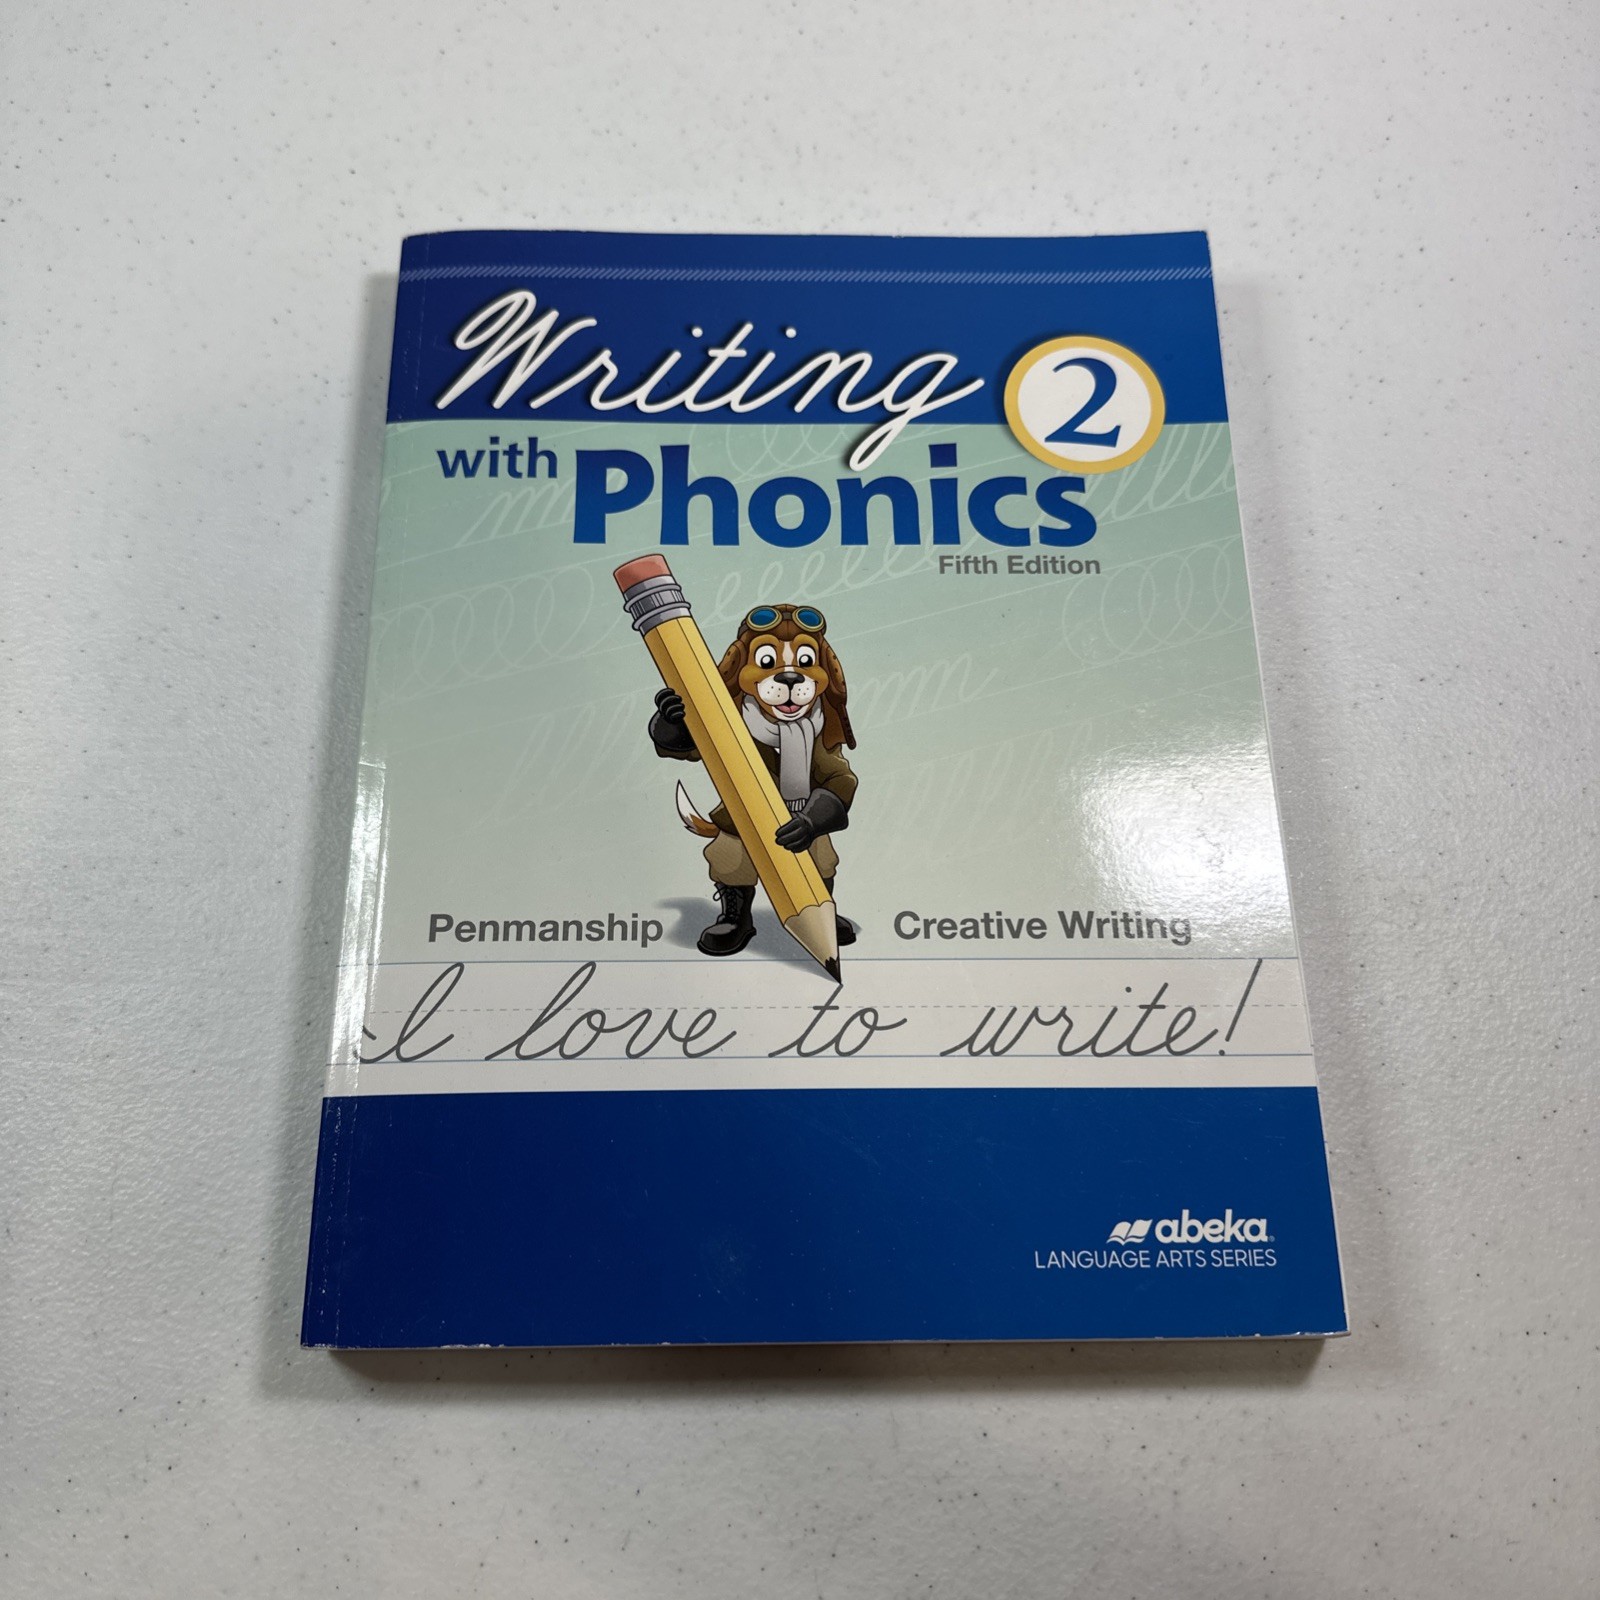 Writing 2
with Phonics
Fifth Edition
Penmanship Creative Writing
I love to write!
abeka®
LANGUAGE ARTS SERIES